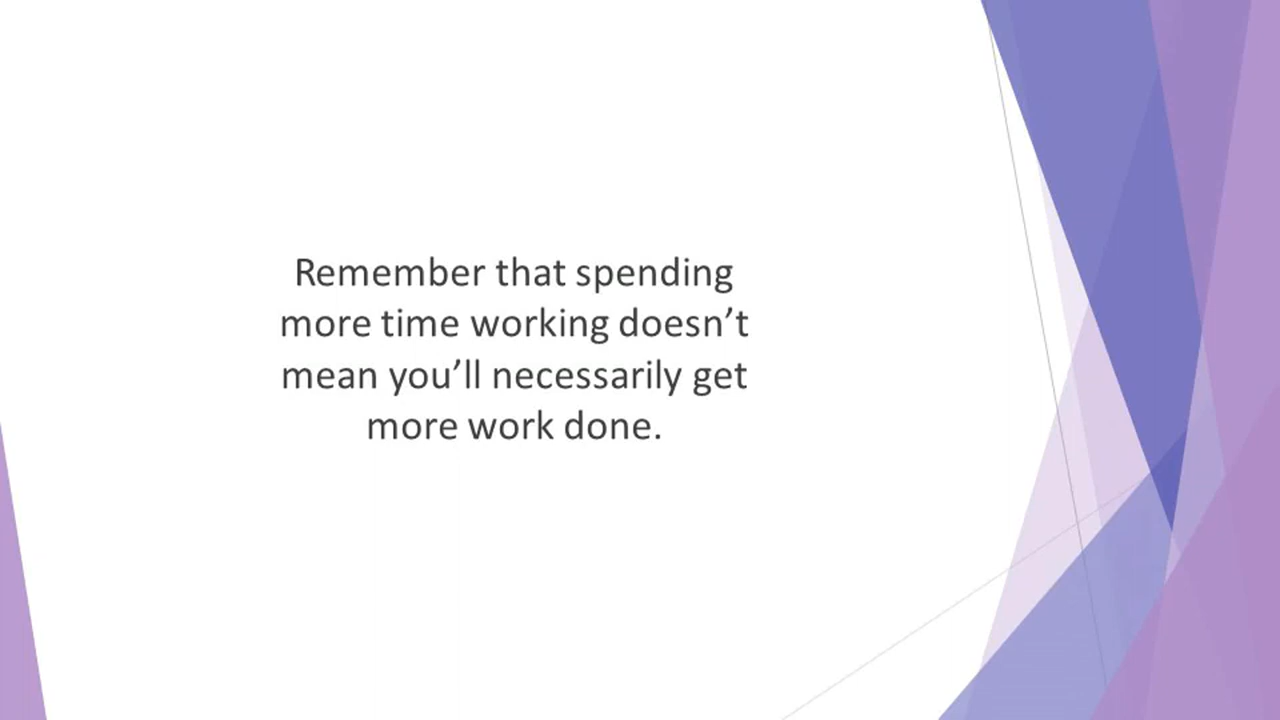 Remember that spending
more time working doesn’t
mean you’ll necessarily get
more work done.